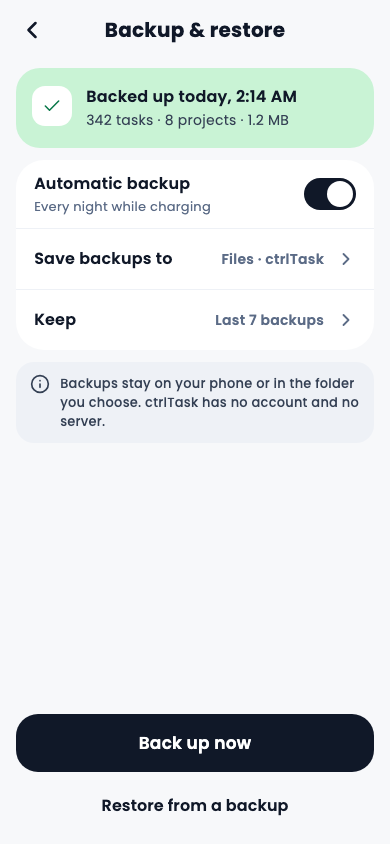 Backup & restore
Backed up today, 2:14 AM
342 tasks · 8 projects · 1.2 MB
Automatic backup
Every night while charging
Save backups to
Files · ctrlTask
Keep
Last 7 backups
Backups stay on your phone or in the folder
you choose. ctrlTask has no account and no
server.
Back up now
Restore from a backup